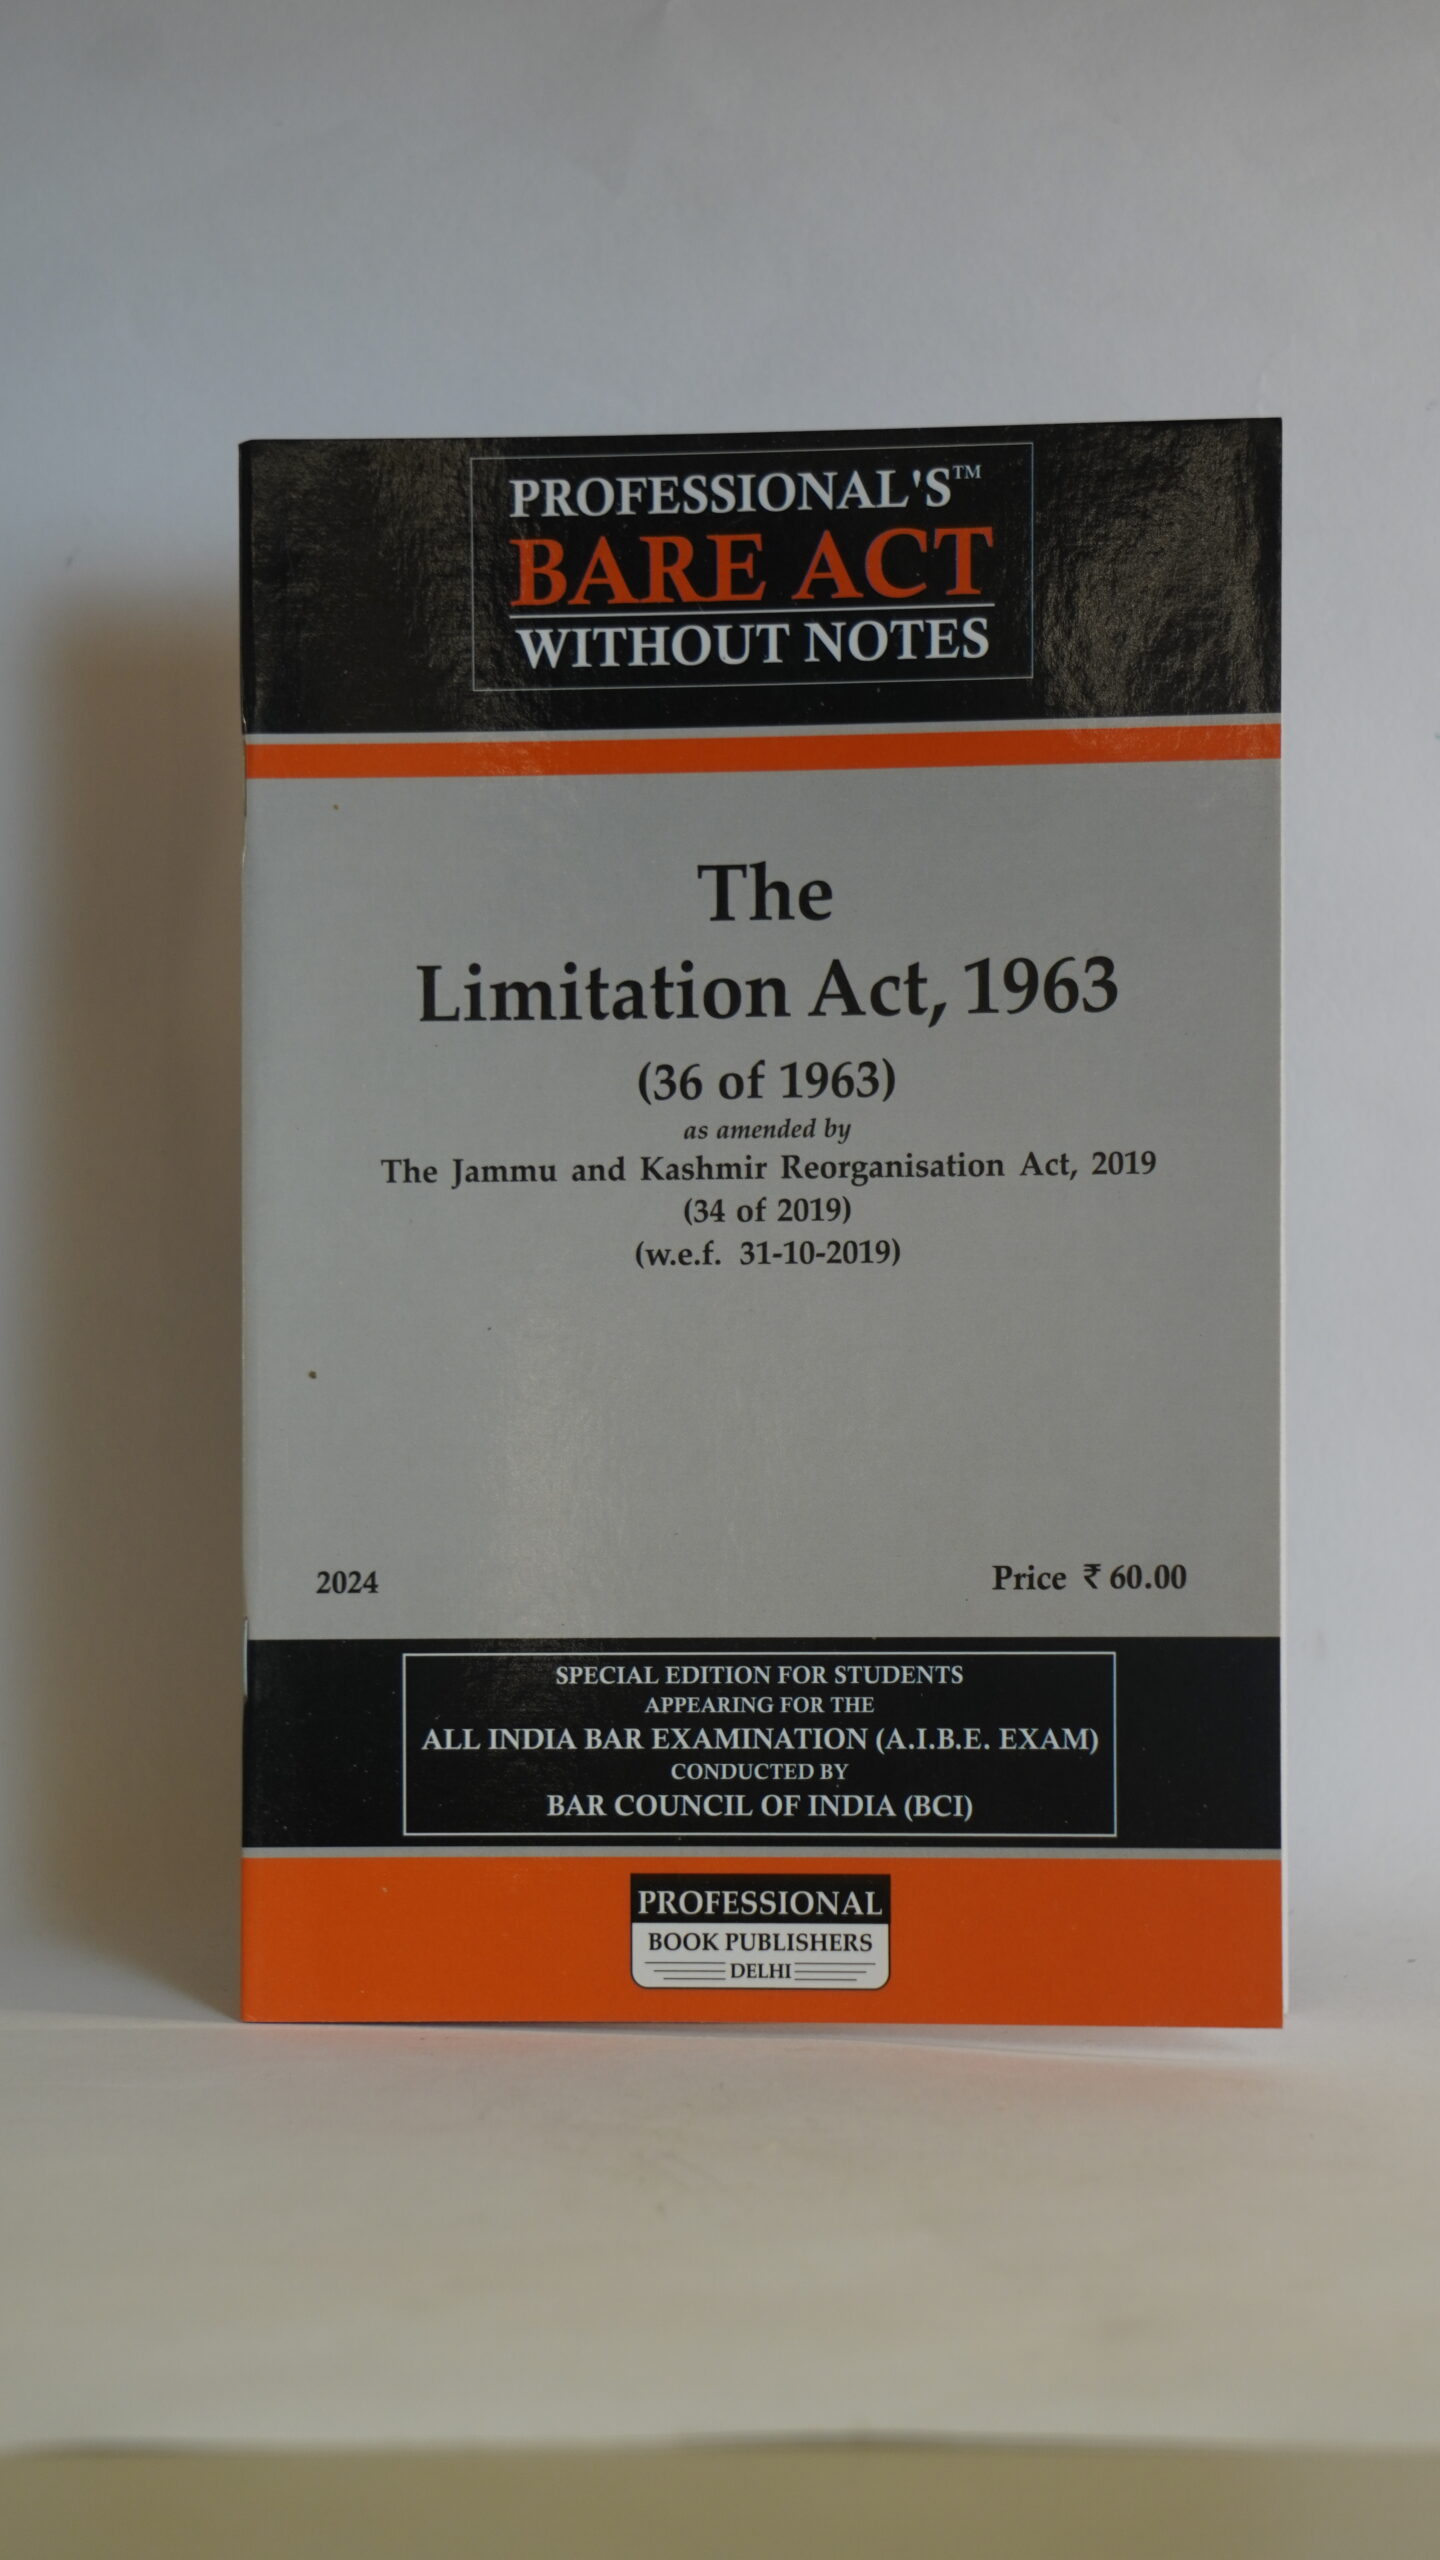 PROFESSIONAL'S™
BARE ACT
WITHOUT NOTES
The
Limitation Act, 1963
(36 of 1963)
as amended by
The Jammu and Kashmir Reorganisation Act, 2019
(34 of 2019)
(w.e.f. 31-10-2019)
2024 Price ₹ 60.00
SPECIAL EDITION FOR STUDENTS
APPEARING FOR THE
ALL INDIA BAR EXAMINATION (A.I.B.E. EXAM)
CONDUCTED BY
BAR COUNCIL OF INDIA (BCI)
PROFESSIONAL
BOOK PUBLISHERS
DELHI